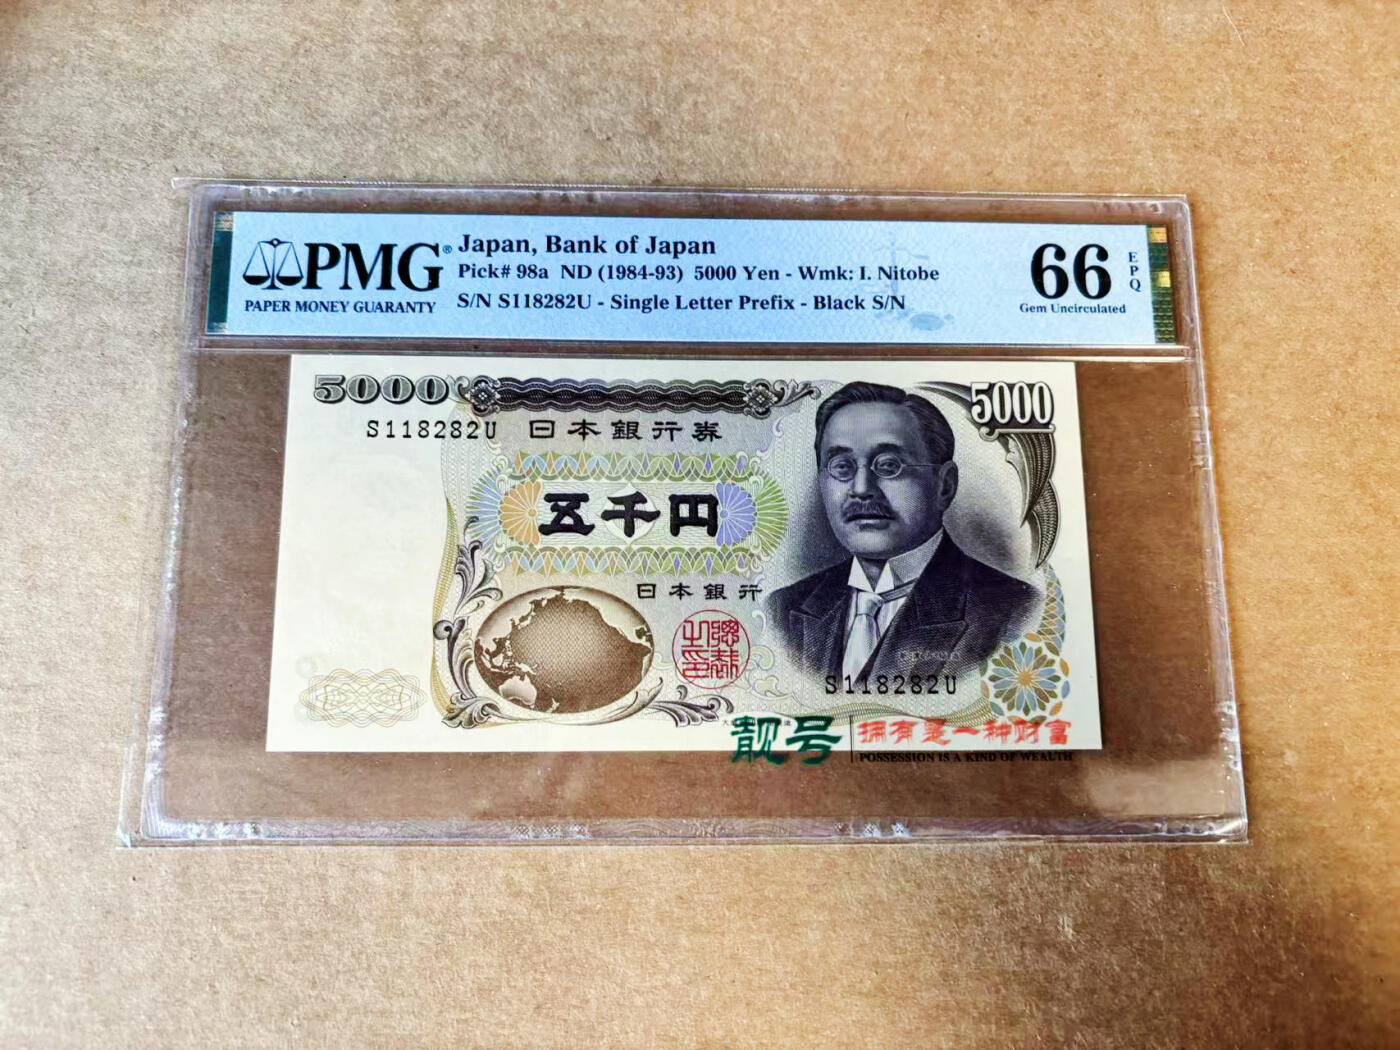 PMG®
PAPER MONEY GUARANTY
Japan, Bank of Japan
Pick# 98a ND (1984-93) 5000 Yen - Wmk: I. Nitobe
S/N S118282U - Single Letter Prefix - Black S/N
66
EPQ
Gem Uncirculated
5000
5000
S118282U 日本銀行券
五千円
日本銀行
S118282U
靓号
拥有是一种财富
POSSESSION IS A KIND OF WEALTH